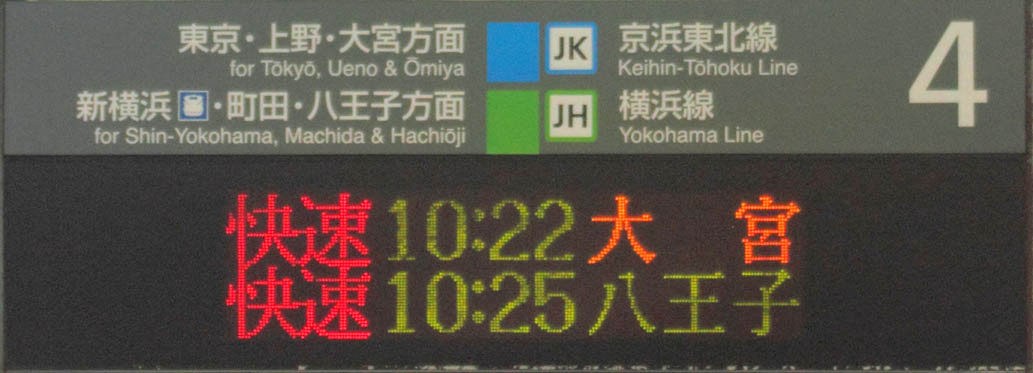 東京・上野・大宮方面 JK 京浜東北線 4
for Tōkyō, Ueno & Ōmiya Keihin-Tōhoku Line
新横浜・町田・八王子方面 JH 横浜線
for Shin-Yokohama, Machida & Hachiōji Yokohama Line
快速 10:22 大 宮
快速 10:25 八王子